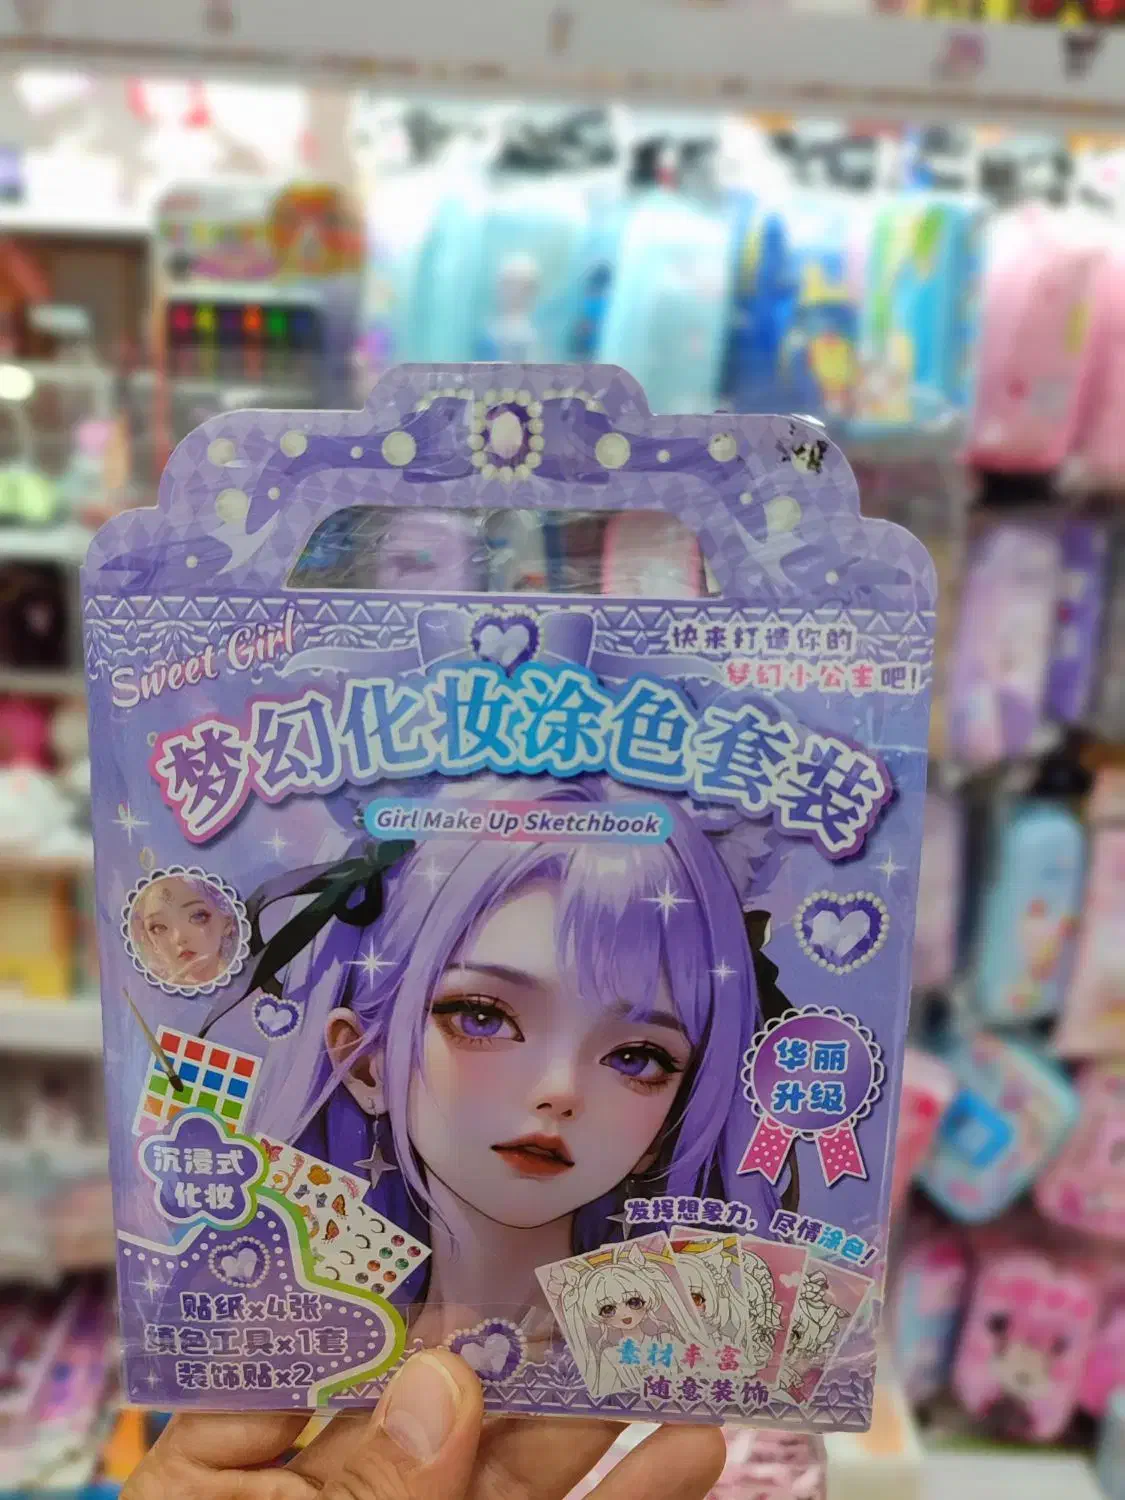 Sweet Girl
快来打造你的
梦幻小公主吧!
梦幻化妆涂色套装
Girl Make Up Sketchbook
华丽
升级
沉浸式
化妆
发挥想象力,尽情涂色!
贴纸x4张
填色工具x1套
装饰贴x2
素材丰富
随意装饰